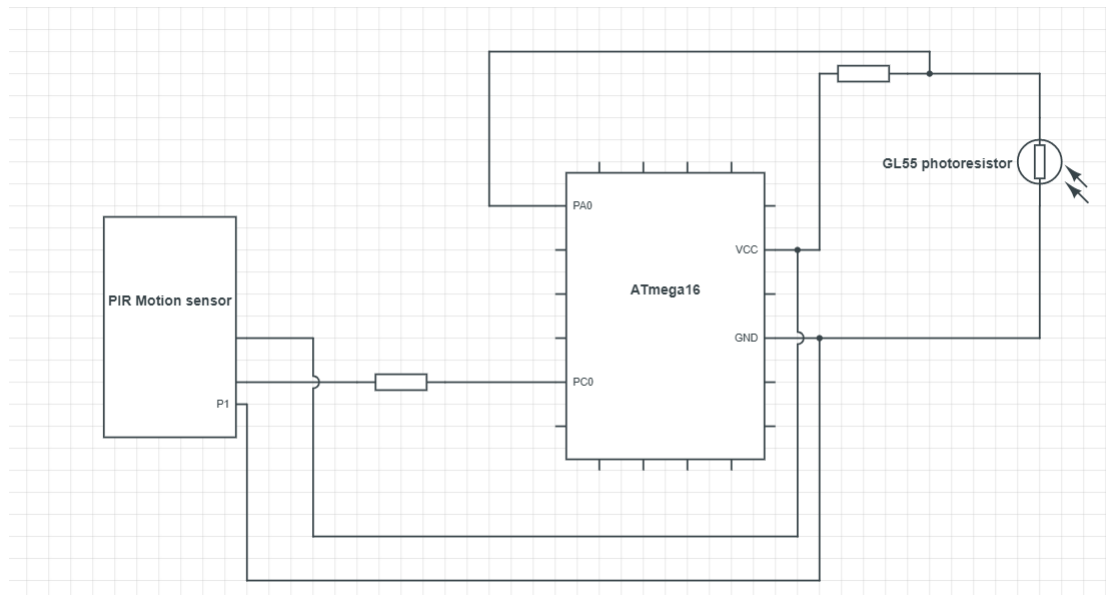 GL55 photoresistor
PA0
VCC
ATmega16
PIR Motion sensor
GND
PC0
P1